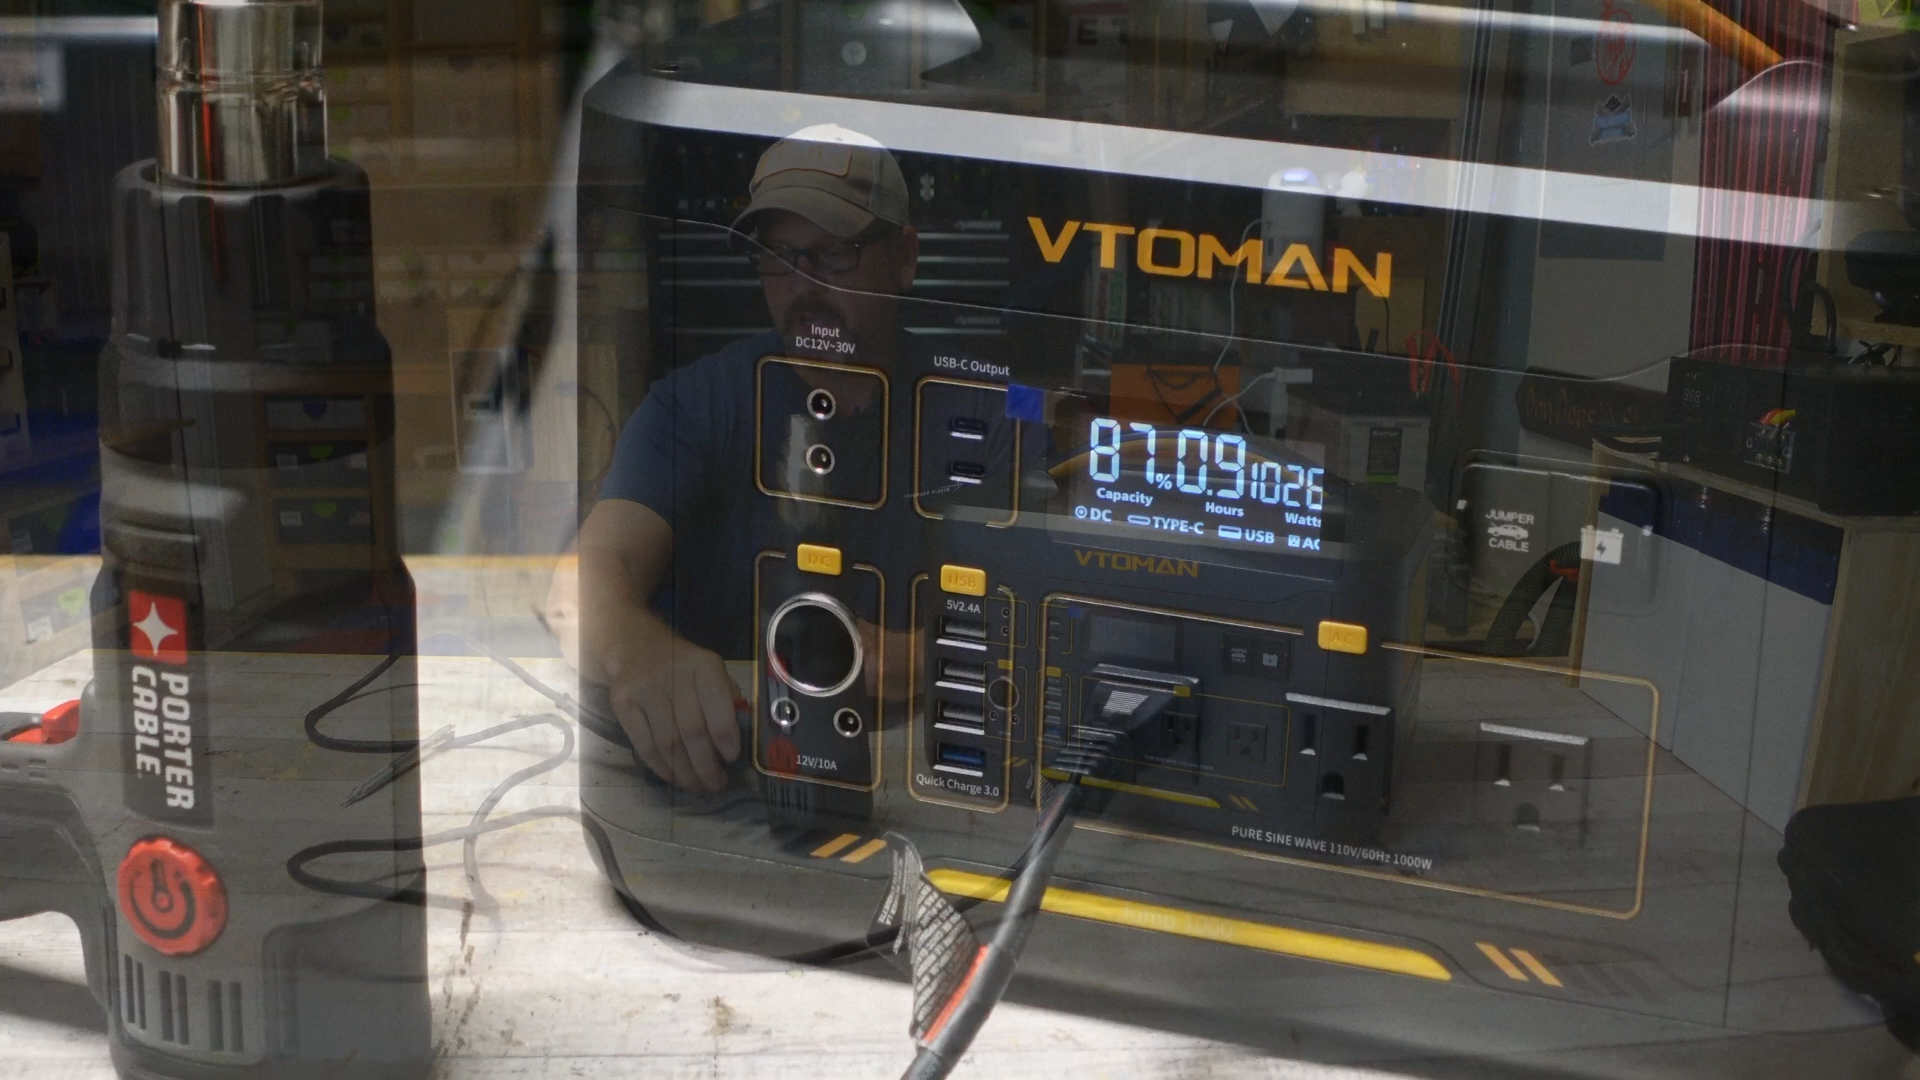 VTOMAN
Input
DC12V~30V
USB-C Output
87% 0.9 1026
Capacity
Hours
Watts
DC
TYPE-C
USB
AC
JUMPER
CABLE
VTOMAN
DC
USB
AC
5V2.4A
12V/10A
Quick Charge 3.0
PURE SINE WAVE 110V/60Hz 1000W
Jump 1000
PORTER
CABLE